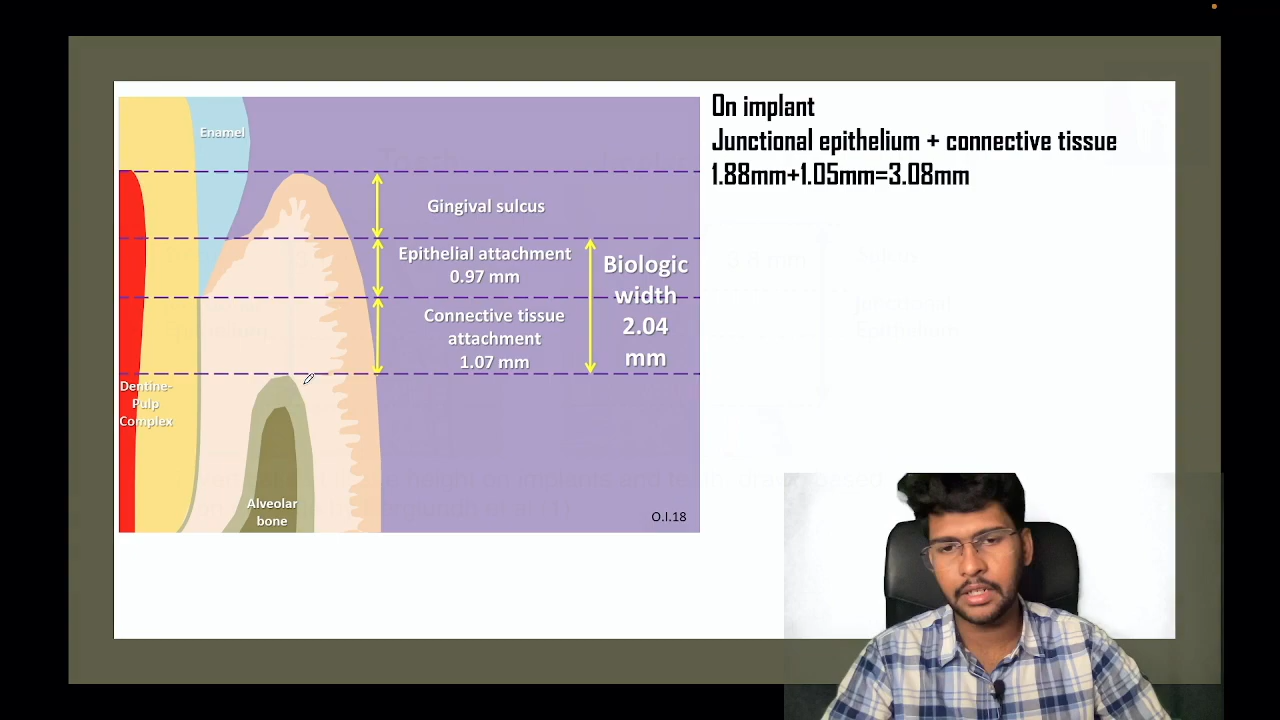 On implant
Junctional epithelium + connective tissue
1.88mm+1.05mm=3.08mm
Enamel
Gingival sulcus
Epithelial attachment
0.97 mm
Connective tissue
attachment
1.07 mm
Biologic
width
2.04
mm
Dentine-
Pulp
Complex
Alveolar
bone
O.I.18